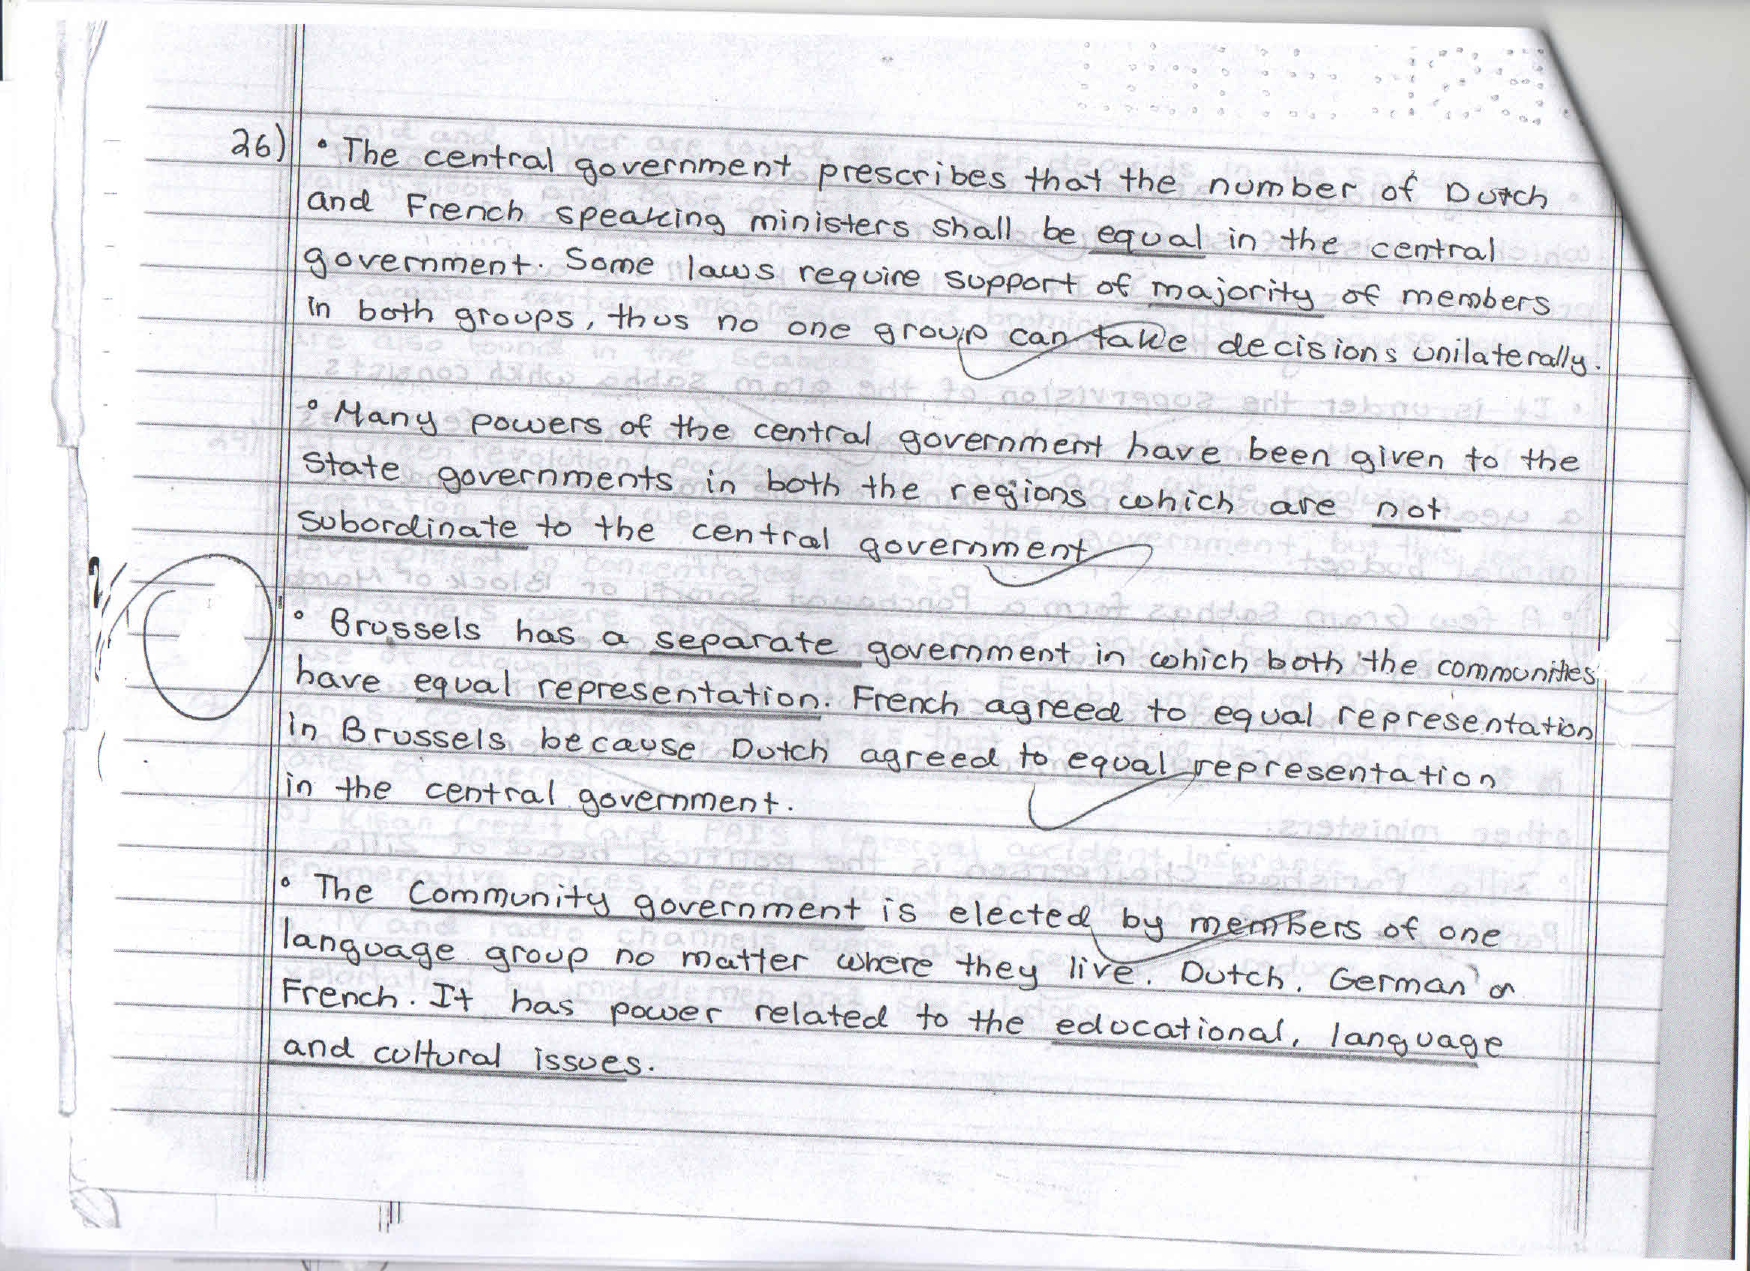 26) • The central government prescribes that the number of Dutch
and French speaking ministers shall be equal in the central
government. Some laws require support of majority of members
in both groups, thus no one group can take decisions unilaterally.
• Many powers of the central government have been given to the
State governments in both the regions which are not
subordinate to the central government
• Brussels has a separate government in which both the communities
have equal representation. French agreed to equal representation
in Brussels because Dutch agreed to equal representation
in the central government.
• The Community government is elected by members of one
language group no matter where they live. Dutch, German or
French. It has power related to the educational, language
and cultural issues.